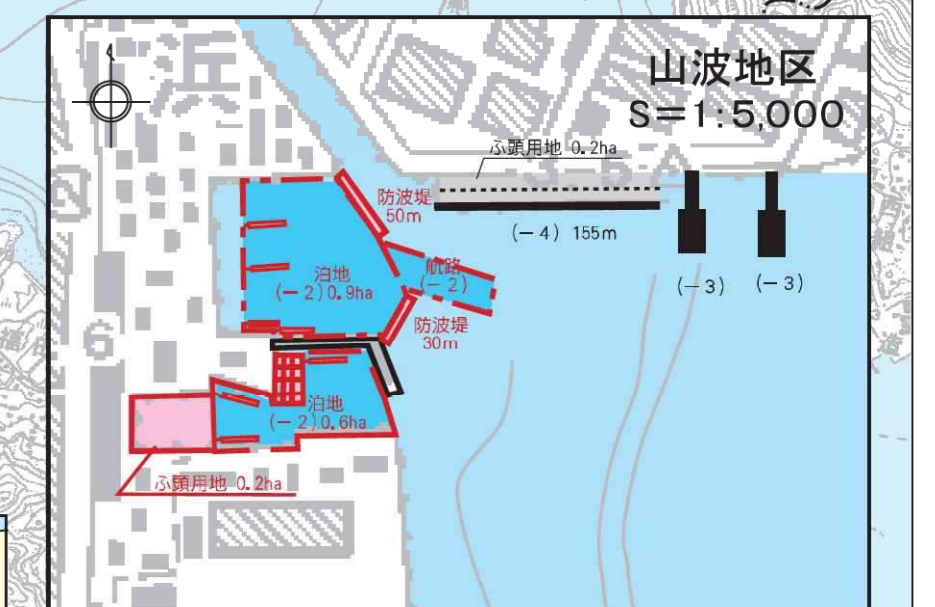 浜
山波地区
S=1:5,000
ふ頭用地 0.2ha
防波堤
50m
(-4) 155m
航路
(-2)
泊地
(-2)0.9ha
(-3)
(-3)
防波堤
30m
泊地
(-2)0.6ha
ふ頭用地 0.2ha